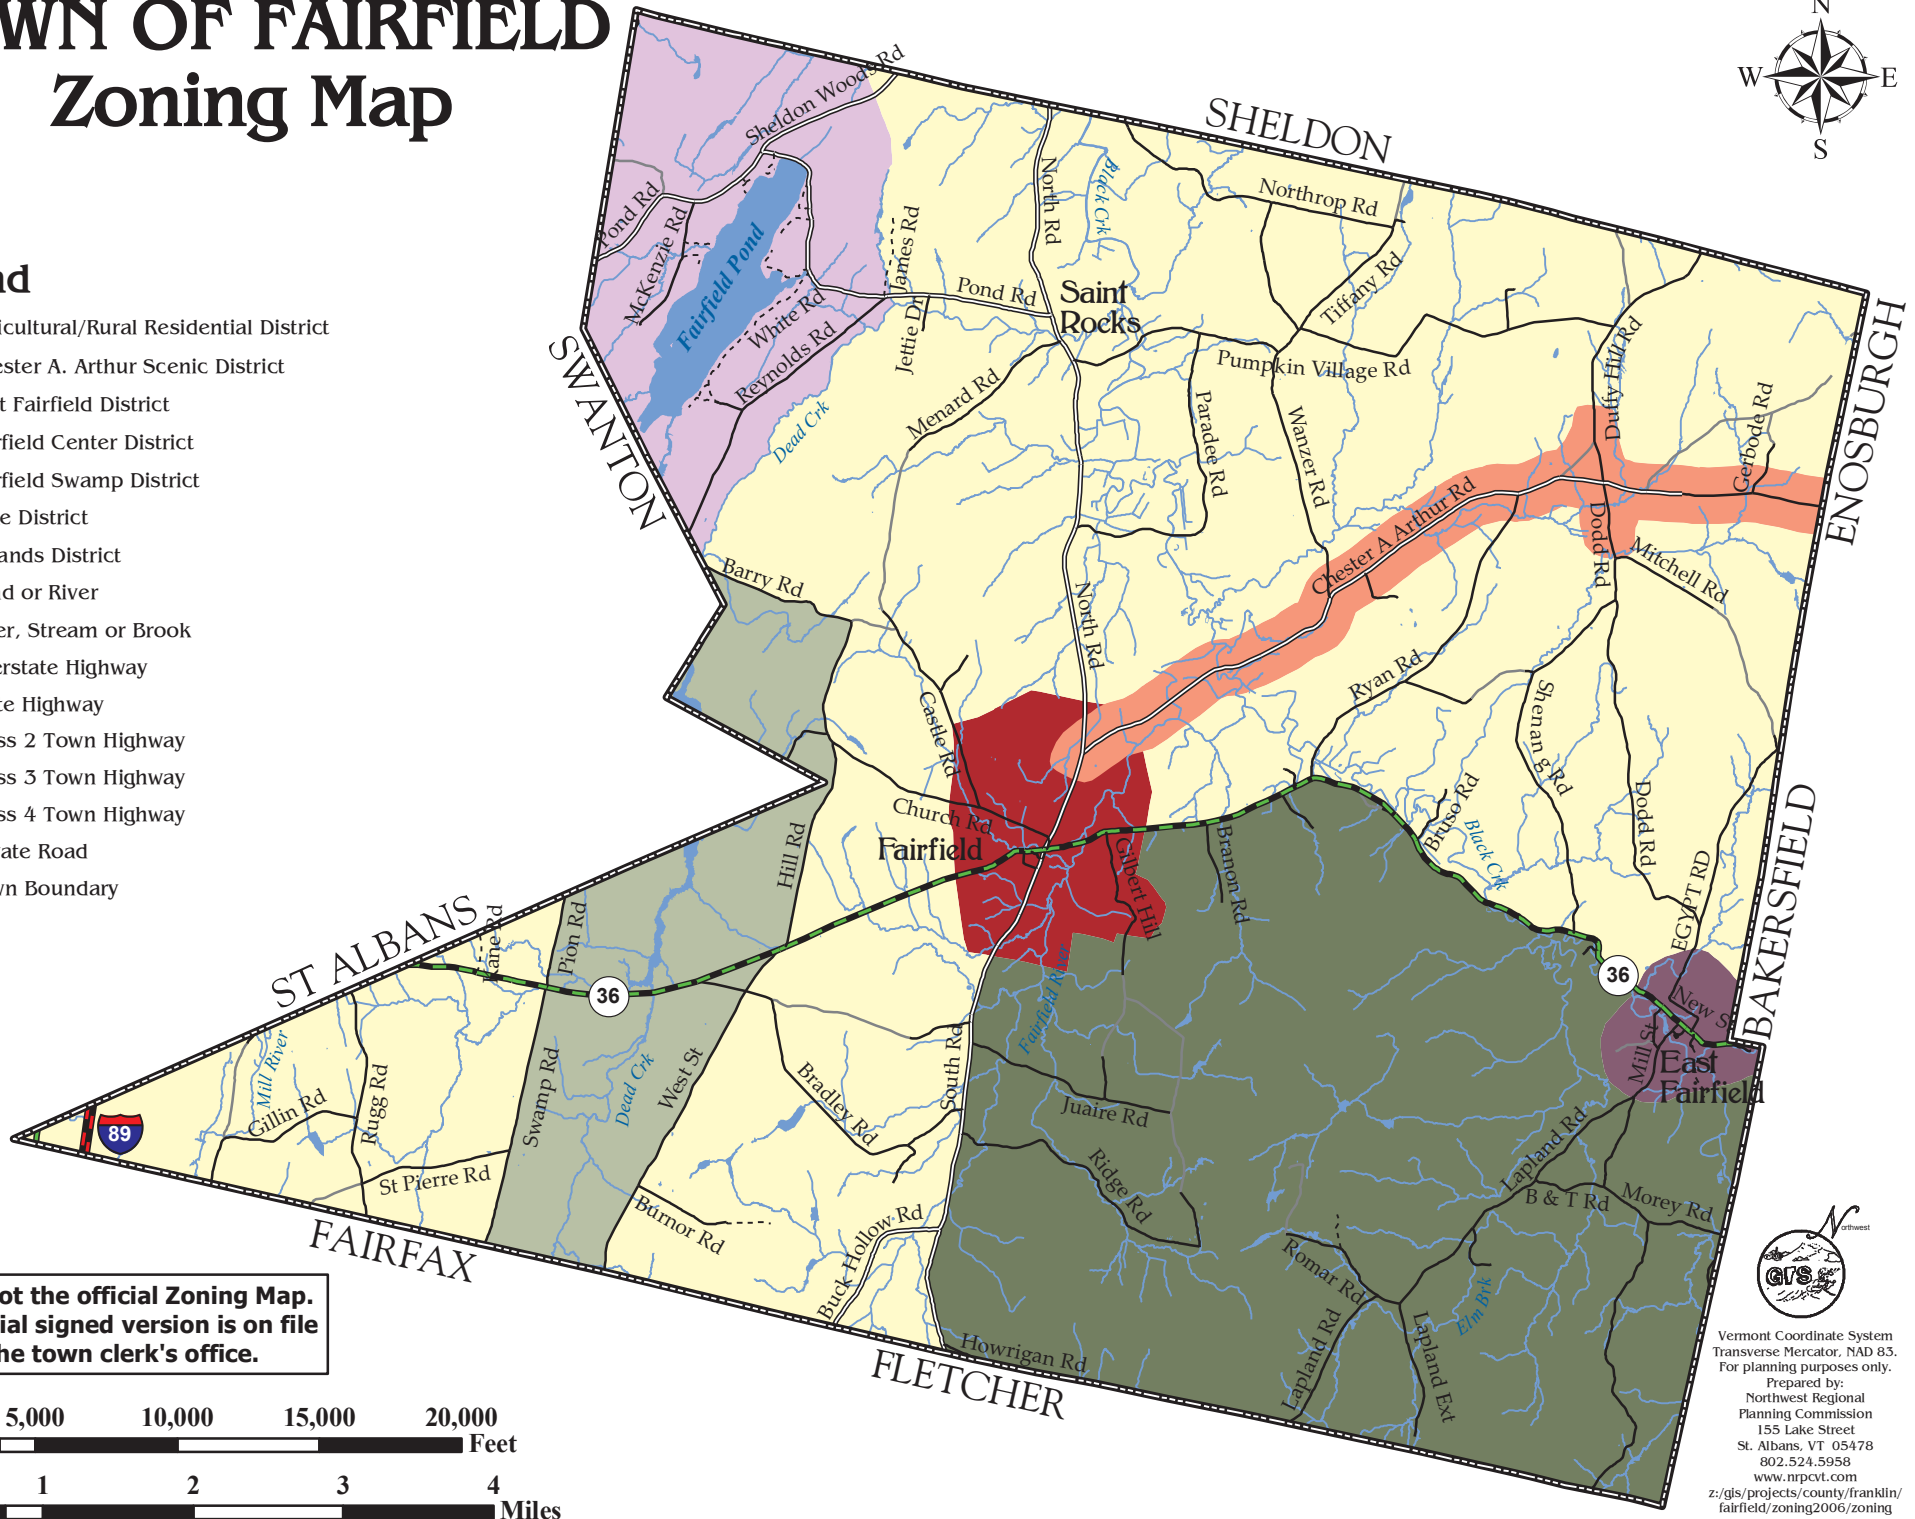 WN OF FAIRFIELD
Zoning Map
N
W
E
S
nd
icultural/Rural Residential District
ester A. Arthur Scenic District
t Fairfield District
rfield Center District
rfield Swamp District
e District
ands District
d or River
er, Stream or Brook
erstate Highway
te Highway
ss 2 Town Highway
ss 3 Town Highway
ss 4 Town Highway
ate Road
wn Boundary
SHELDON
SWANTON
ENOSBURGH
BAKERSFIELD
ST ALBANS
FAIRFAX
FLETCHER
Sheldon Woods Rd
Pond Rd
McKenzie Rd
Fairfield Pond
White Rd
Reynolds Rd
James Rd
Jettie Dr
Pond Rd
North Rd
Black Crk
Saint
Rocks
Northrop Rd
Tiffany Rd
Pumpkin Village Rd
Duffy Hill Rd
Gerbode Rd
Menard Rd
Dead Crk
Paradee Rd
Wanzer Rd
Chester A Arthur Rd
Dodd Rd
Mitchell Rd
Barry Rd
North Rd
Ryan Rd
Shenang Rd
Castle Rd
Church Rd
Fairfield
Hill Rd
Gilbert Hill
Branon Rd
Bruso Rd
Black Crk
Dodd Rd
EGYPT RD
Kane Rd
Pion Rd
36
36
New S
Mill St
East
Fairfield
Fairfield River
South Rd
Mill River
Gillin Rd
Rugg Rd
89
Swamp Rd
Dead Crk
West St
Bradley Rd
Juaire Rd
Ridge Rd
Lapland Rd
B & T Rd
Morey Rd
St Pierre Rd
Burnor Rd
Buck Hollow Rd
Romar Rd
Elm Brk
Lapland Rd
Lapland Ext
Howrigan Rd
ot the official Zoning Map.
ial signed version is on file
he town clerk's office.
5,000 10,000 15,000 20,000
Feet
1 2 3 4
Miles
N
orthwest
GIS
Vermont Coordinate System
Transverse Mercator, NAD 83.
For planning purposes only.
Prepared by:
Northwest Regional
Planning Commission
155 Lake Street
St. Albans, VT 05478
802.524.5958
www.nrpcvt.com
z:/gis/projects/county/franklin/
fairfield/zoning2006/zoning